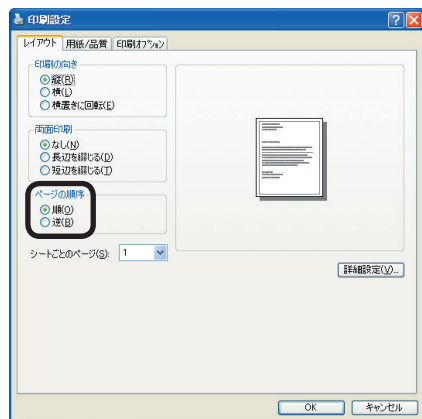 印刷設定
レイアウト 用紙/品質 印刷オプション
印刷の向き
縦(R)
横(L)
横置きに回転(E)
両面印刷
なし(N)
長辺を綴じる(D)
短辺を綴じる(T)
ページの順序
順(O)
逆(B)
シートごとのページ(S): 1
詳細設定(V)...
OK キャンセル